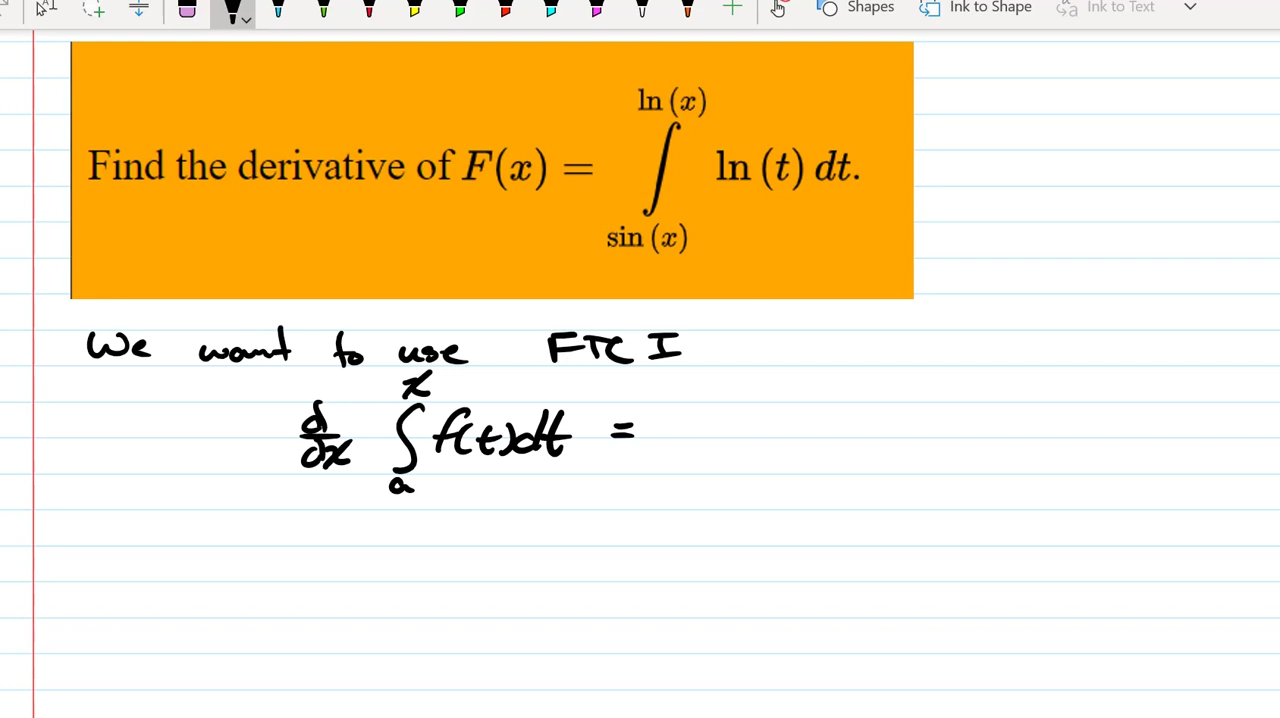 Shapes Ink to Shape Ink to Text
Find the derivative of F(x) = ∫_{sin (x)}^{ln (x)} ln (t) dt.
We want to use FTC I
d/dx ∫_a^x f(t)dt =